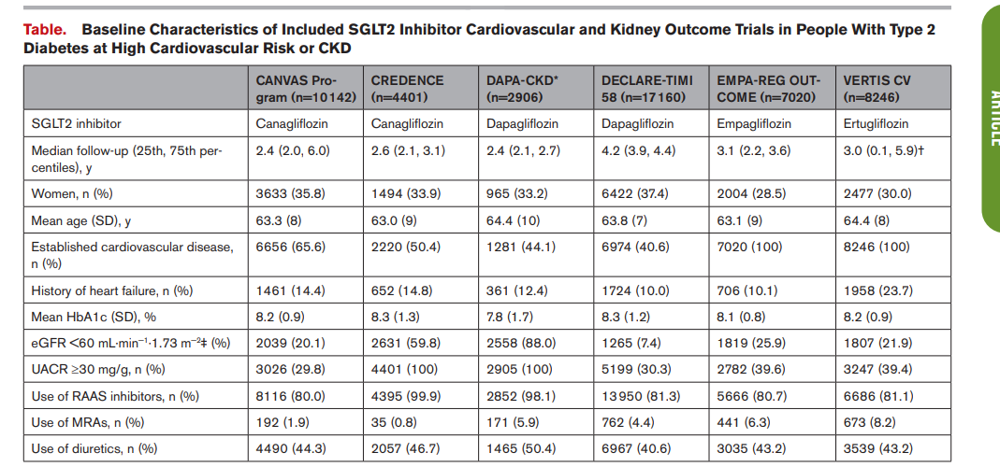 Table. Baseline Characteristics of Included SGLT2 Inhibitor Cardiovascular and Kidney Outcome Trials in People With Type 2
Diabetes at High Cardiovascular Risk or CKD
CANVAS Pro-gram (n=10142) CREDENCE (n=4401) DAPA-CKD* (n=2906) DECLARE-TIMI 58 (n=17160) EMPA-REG OUT-COME (n=7020) VERTIS CV (n=8246)
SGLT2 inhibitor Canagliflozin Canagliflozin Dapagliflozin Dapagliflozin Empagliflozin Ertugliflozin
Median follow-up (25th, 75th per-centiles), y 2.4 (2.0, 6.0) 2.6 (2.1, 3.1) 2.4 (2.1, 2.7) 4.2 (3.9, 4.4) 3.1 (2.2, 3.6) 3.0 (0.1, 5.9)†
Women, n (%) 3633 (35.8) 1494 (33.9) 965 (33.2) 6422 (37.4) 2004 (28.5) 2477 (30.0)
Mean age (SD), y 63.3 (8) 63.0 (9) 64.4 (10) 63.8 (7) 63.1 (9) 64.4 (8)
Established cardiovascular disease, n (%) 6656 (65.6) 2220 (50.4) 1281 (44.1) 6974 (40.6) 7020 (100) 8246 (100)
History of heart failure, n (%) 1461 (14.4) 652 (14.8) 361 (12.4) 1724 (10.0) 706 (10.1) 1958 (23.7)
Mean HbA1c (SD), % 8.2 (0.9) 8.3 (1.3) 7.8 (1.7) 8.3 (1.2) 8.1 (0.8) 8.2 (0.9)
eGFR <60 mL·min⁻¹·1.73 m⁻²‡ (%) 2039 (20.1) 2631 (59.8) 2558 (88.0) 1265 (7.4) 1819 (25.9) 1807 (21.9)
UACR ≥30 mg/g, n (%) 3026 (29.8) 4401 (100) 2905 (100) 5199 (30.3) 2782 (39.6) 3247 (39.4)
Use of RAAS inhibitors, n (%) 8116 (80.0) 4395 (99.9) 2852 (98.1) 13950 (81.3) 5666 (80.7) 6686 (81.1)
Use of MRAs, n (%) 192 (1.9) 35 (0.8) 171 (5.9) 762 (4.4) 441 (6.3) 673 (8.2)
Use of diuretics, n (%) 4490 (44.3) 2057 (46.7) 1465 (50.4) 6967 (40.6) 3035 (43.2) 3539 (43.2)
ARTICLE